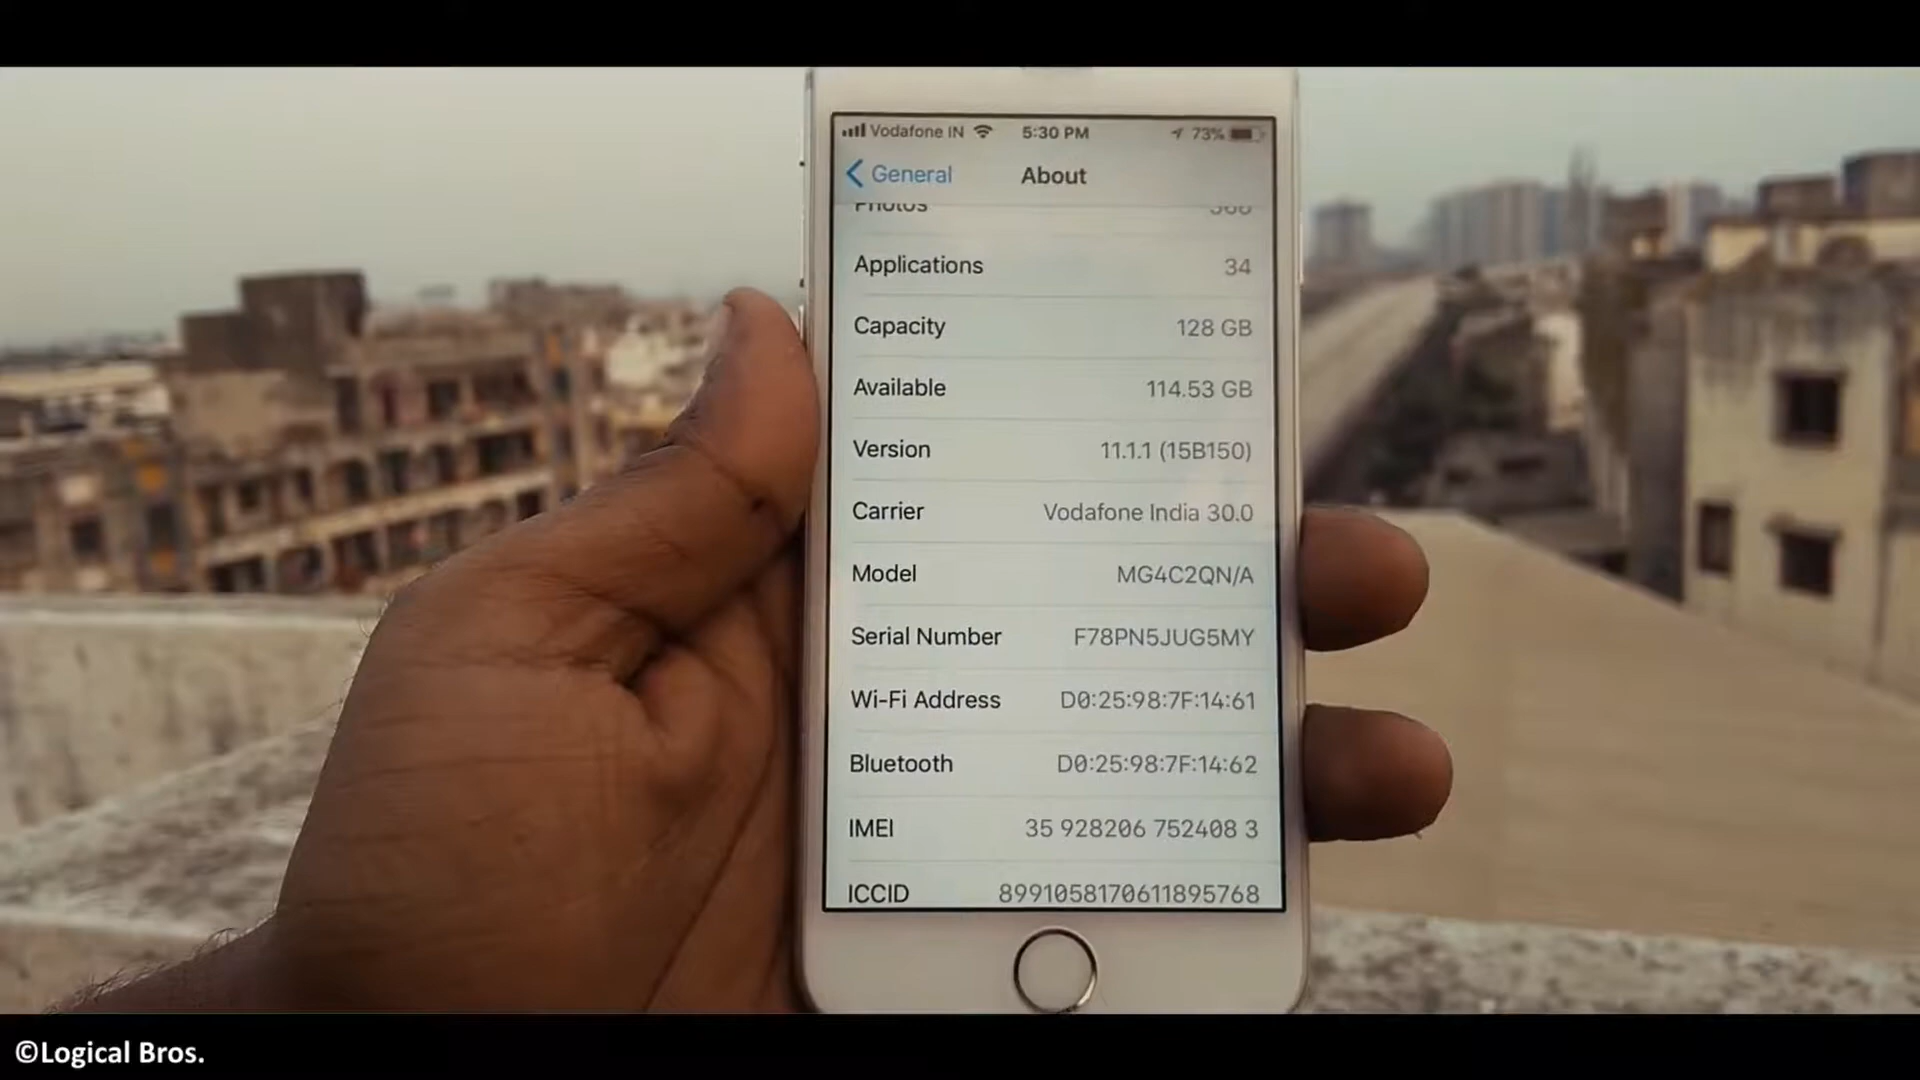 Vodafone IN 5:30 PM 73%
General About
Photos
Applications 34
Capacity 128 GB
Available 114.53 GB
Version 11.1.1 (15B150)
Carrier Vodafone India 30.0
Model MG4C2QN/A
Serial Number F78PN5JUG5MY
Wi-Fi Address D0:25:98:7F:14:61
Bluetooth D0:25:98:7F:14:62
IMEI 35 928206 752408 3
ICCID 8991058170611895768
©Logical Bros.